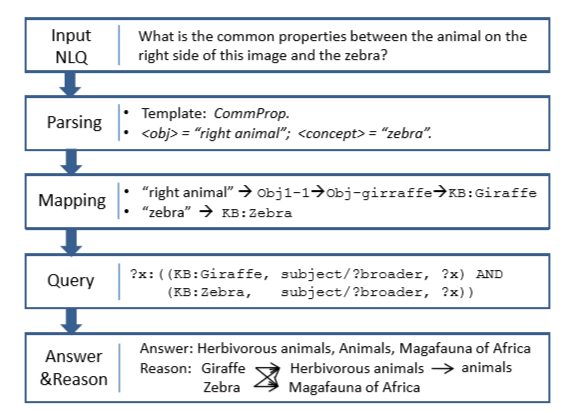 Input
NLQ
What is the common properties between the animal on the
right side of this image and the zebra?
Parsing
• Template: CommProp.
• <obj> = “right animal”; <concept> = “zebra”.
Mapping
• “right animal” → Obj1-1→Obj-girraffe→KB:Giraffe
• “zebra” → KB:Zebra
Query
?x:((KB:Giraffe, subject/?broader, ?x) AND
(KB:Zebra, subject/?broader, ?x))
Answer
&Reason
Answer: Herbivorous animals, Animals, Magafauna of Africa
Reason: Giraffe Herbivorous animals → animals
Zebra Magafauna of Africa